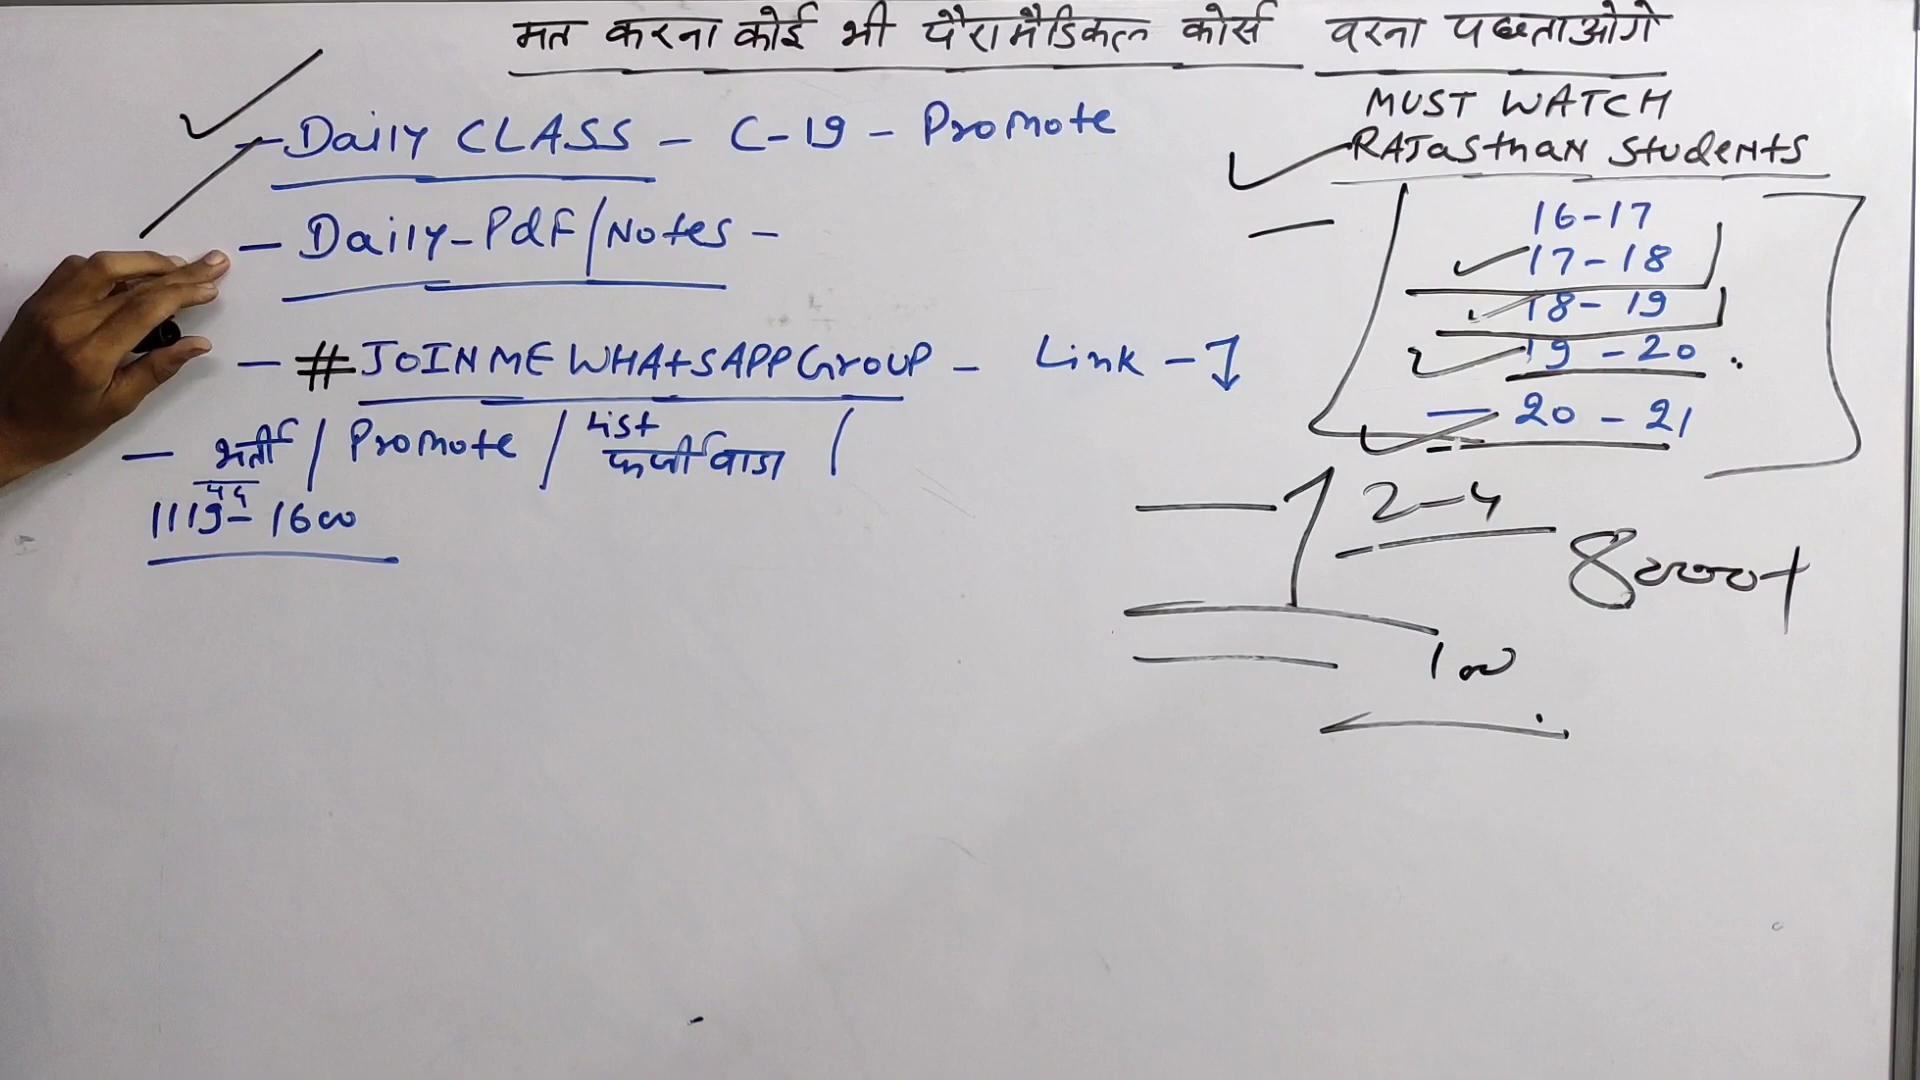 मत करना कोई भी पैरामैडिकल कोर्स वरना पछताओगे
MUST WATCH
RAJasthaN StudeNtS
- Daily CLASS - C-19 - Promote
- Daily-Pdf/Notes -
- #JOIN ME WHAtSAPP GroUP - Link - ↓
- भर्ती / Promote / List फर्जीवाडा /
पद
1119 - 1600
16-17
17-18
18-19
19-20.
20-21
2-4
80000+
100